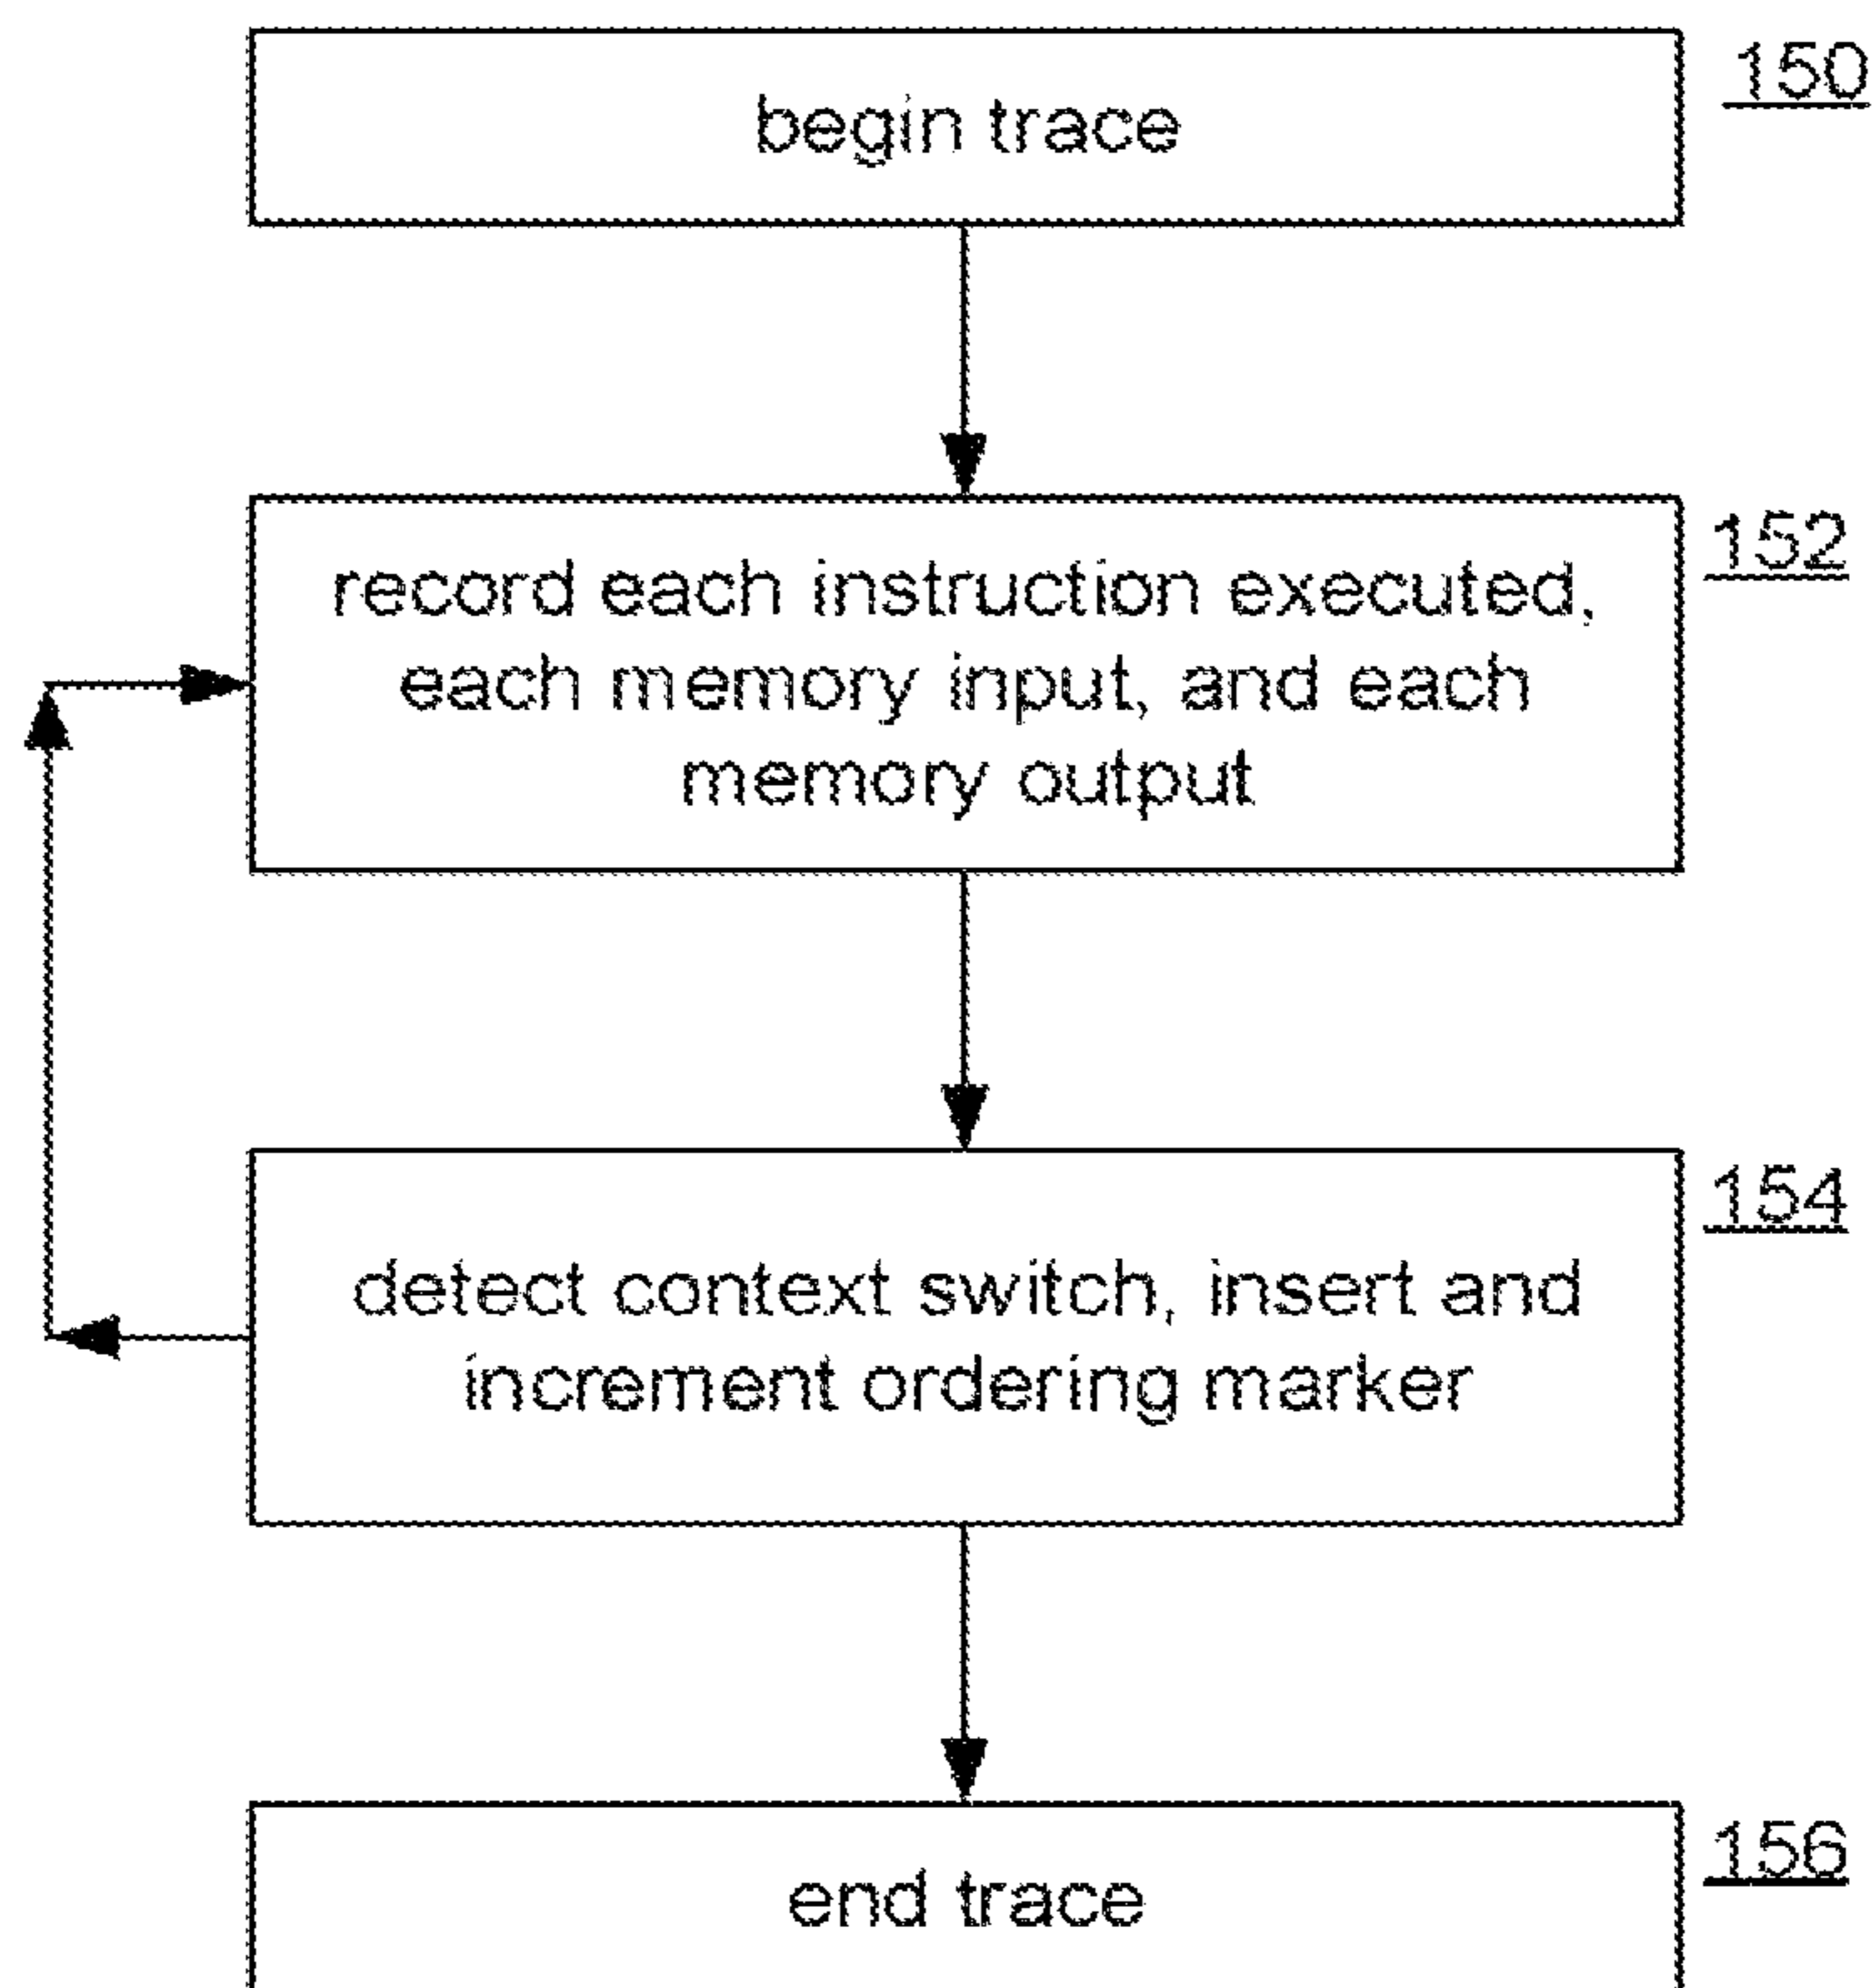 begin trace
150
record each instruction executed,
each memory input, and each
memory output
152
detect context switch, insert and
increment ordering marker
154
end trace
156